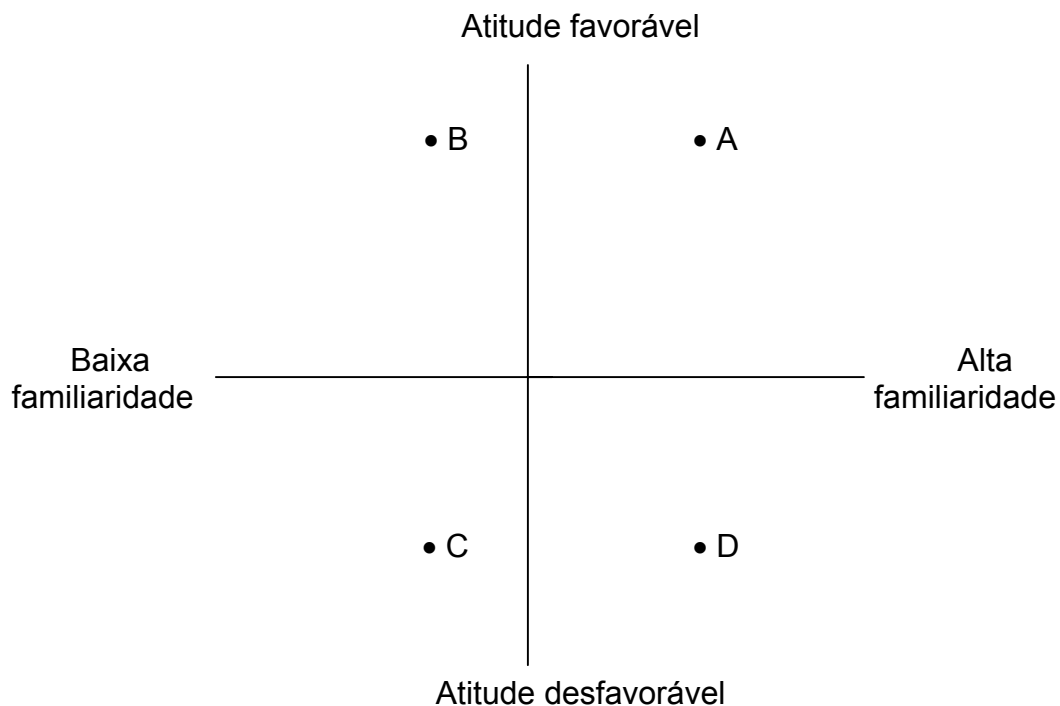 Atitude favorável
• B
• A
Baixa
familiaridade
Alta
familiaridade
• C
• D
Atitude desfavorável